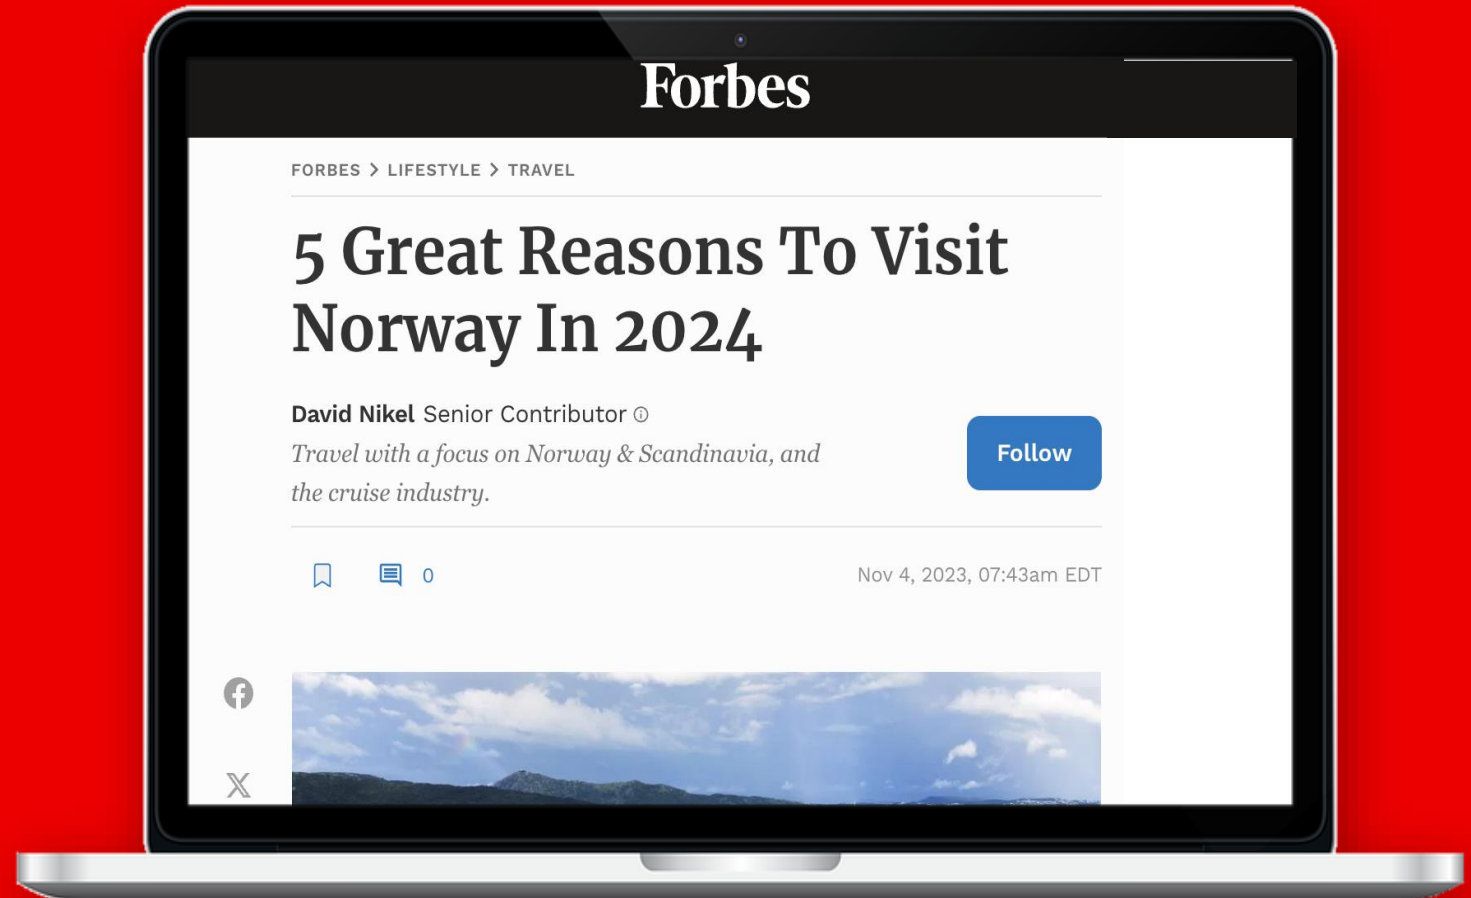 Forbes
FORBES > LIFESTYLE > TRAVEL
5 Great Reasons To Visit
Norway In 2024
David Nikel Senior Contributor
Travel with a focus on Norway & Scandinavia, and
the cruise industry.
Follow
0
Nov 4, 2023, 07:43am EDT